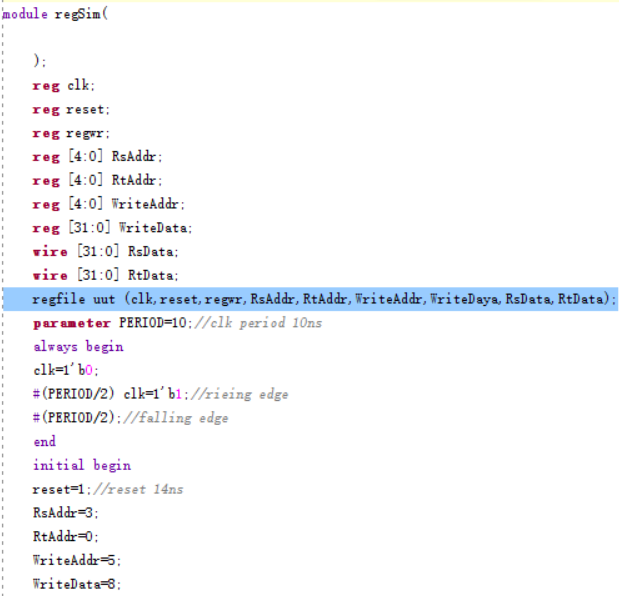 module regSim(
);
reg clk;
reg reset;
reg regwr;
reg [4:0] RsAddr;
reg [4:0] RtAddr;
reg [4:0] WriteAddr;
reg [31:0] WriteData;
wire [31:0] RsData;
wire [31:0] RtData;
regfile uut (clk,reset,regwr,RsAddr,RtAddr,WriteAddr,WriteDaya,RsData,RtData);
parameter PERIOD=10;//clk period 10ns
always begin
clk=1'b0;
#(PERIOD/2) clk=1'b1;//rieing edge
#(PERIOD/2);//falling edge
end
initial begin
reset=1;//reset 14ns
RsAddr=3;
RtAddr=0;
WriteAddr=5;
WriteData=8;